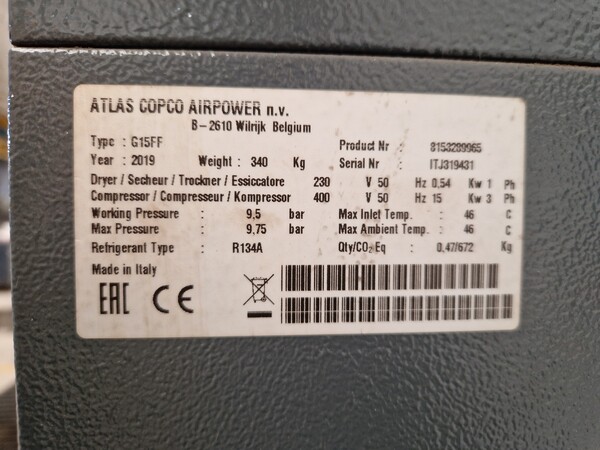 ATLAS COPCO AIRPOWER n.v.
B-2610 Wilrijk Belgium
Type : G15FF Product Nr : 8153289965
Year : 2019 Weight : 340 Kg Serial Nr : ITJ319431
Dryer / Secheur / Trockner / Essiccatore 230 V 50 Hz 0,54 Kw 1 Ph
Compressor / Compresseur / Kompressor 400 V 50 Hz 15 Kw 3 Ph
Working Pressure : 9,5 bar Max Inlet Temp. : 46 C
Max Pressure : 9,75 bar Max Ambient Temp. : 46 C
Refrigerant Type : R134A Qty/CO₂ Eq : 0,47/672 Kg
Made in Italy
EAC CE